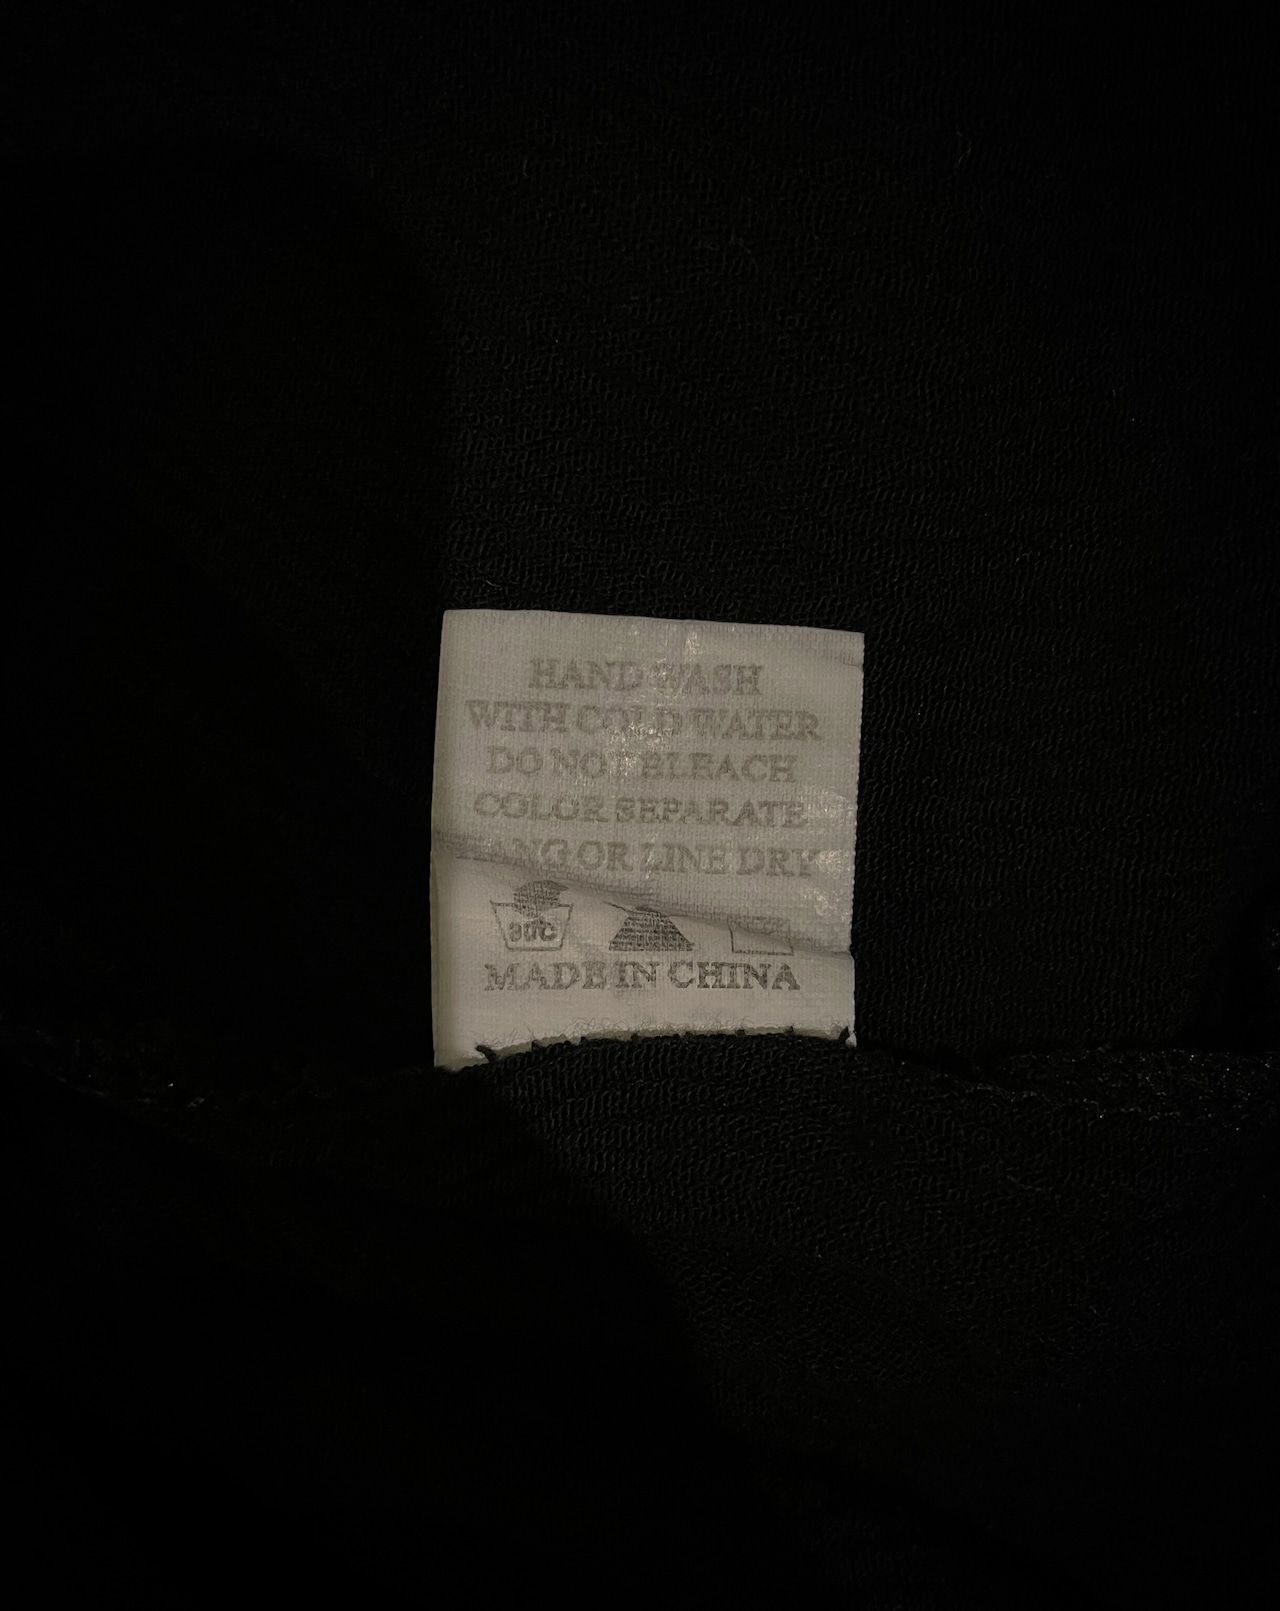 HAND WASH
WITH COLD WATER
DO NOT BLEACH
COLOR SEPARATE
HANG OR LINE DRY
MADE IN CHINA